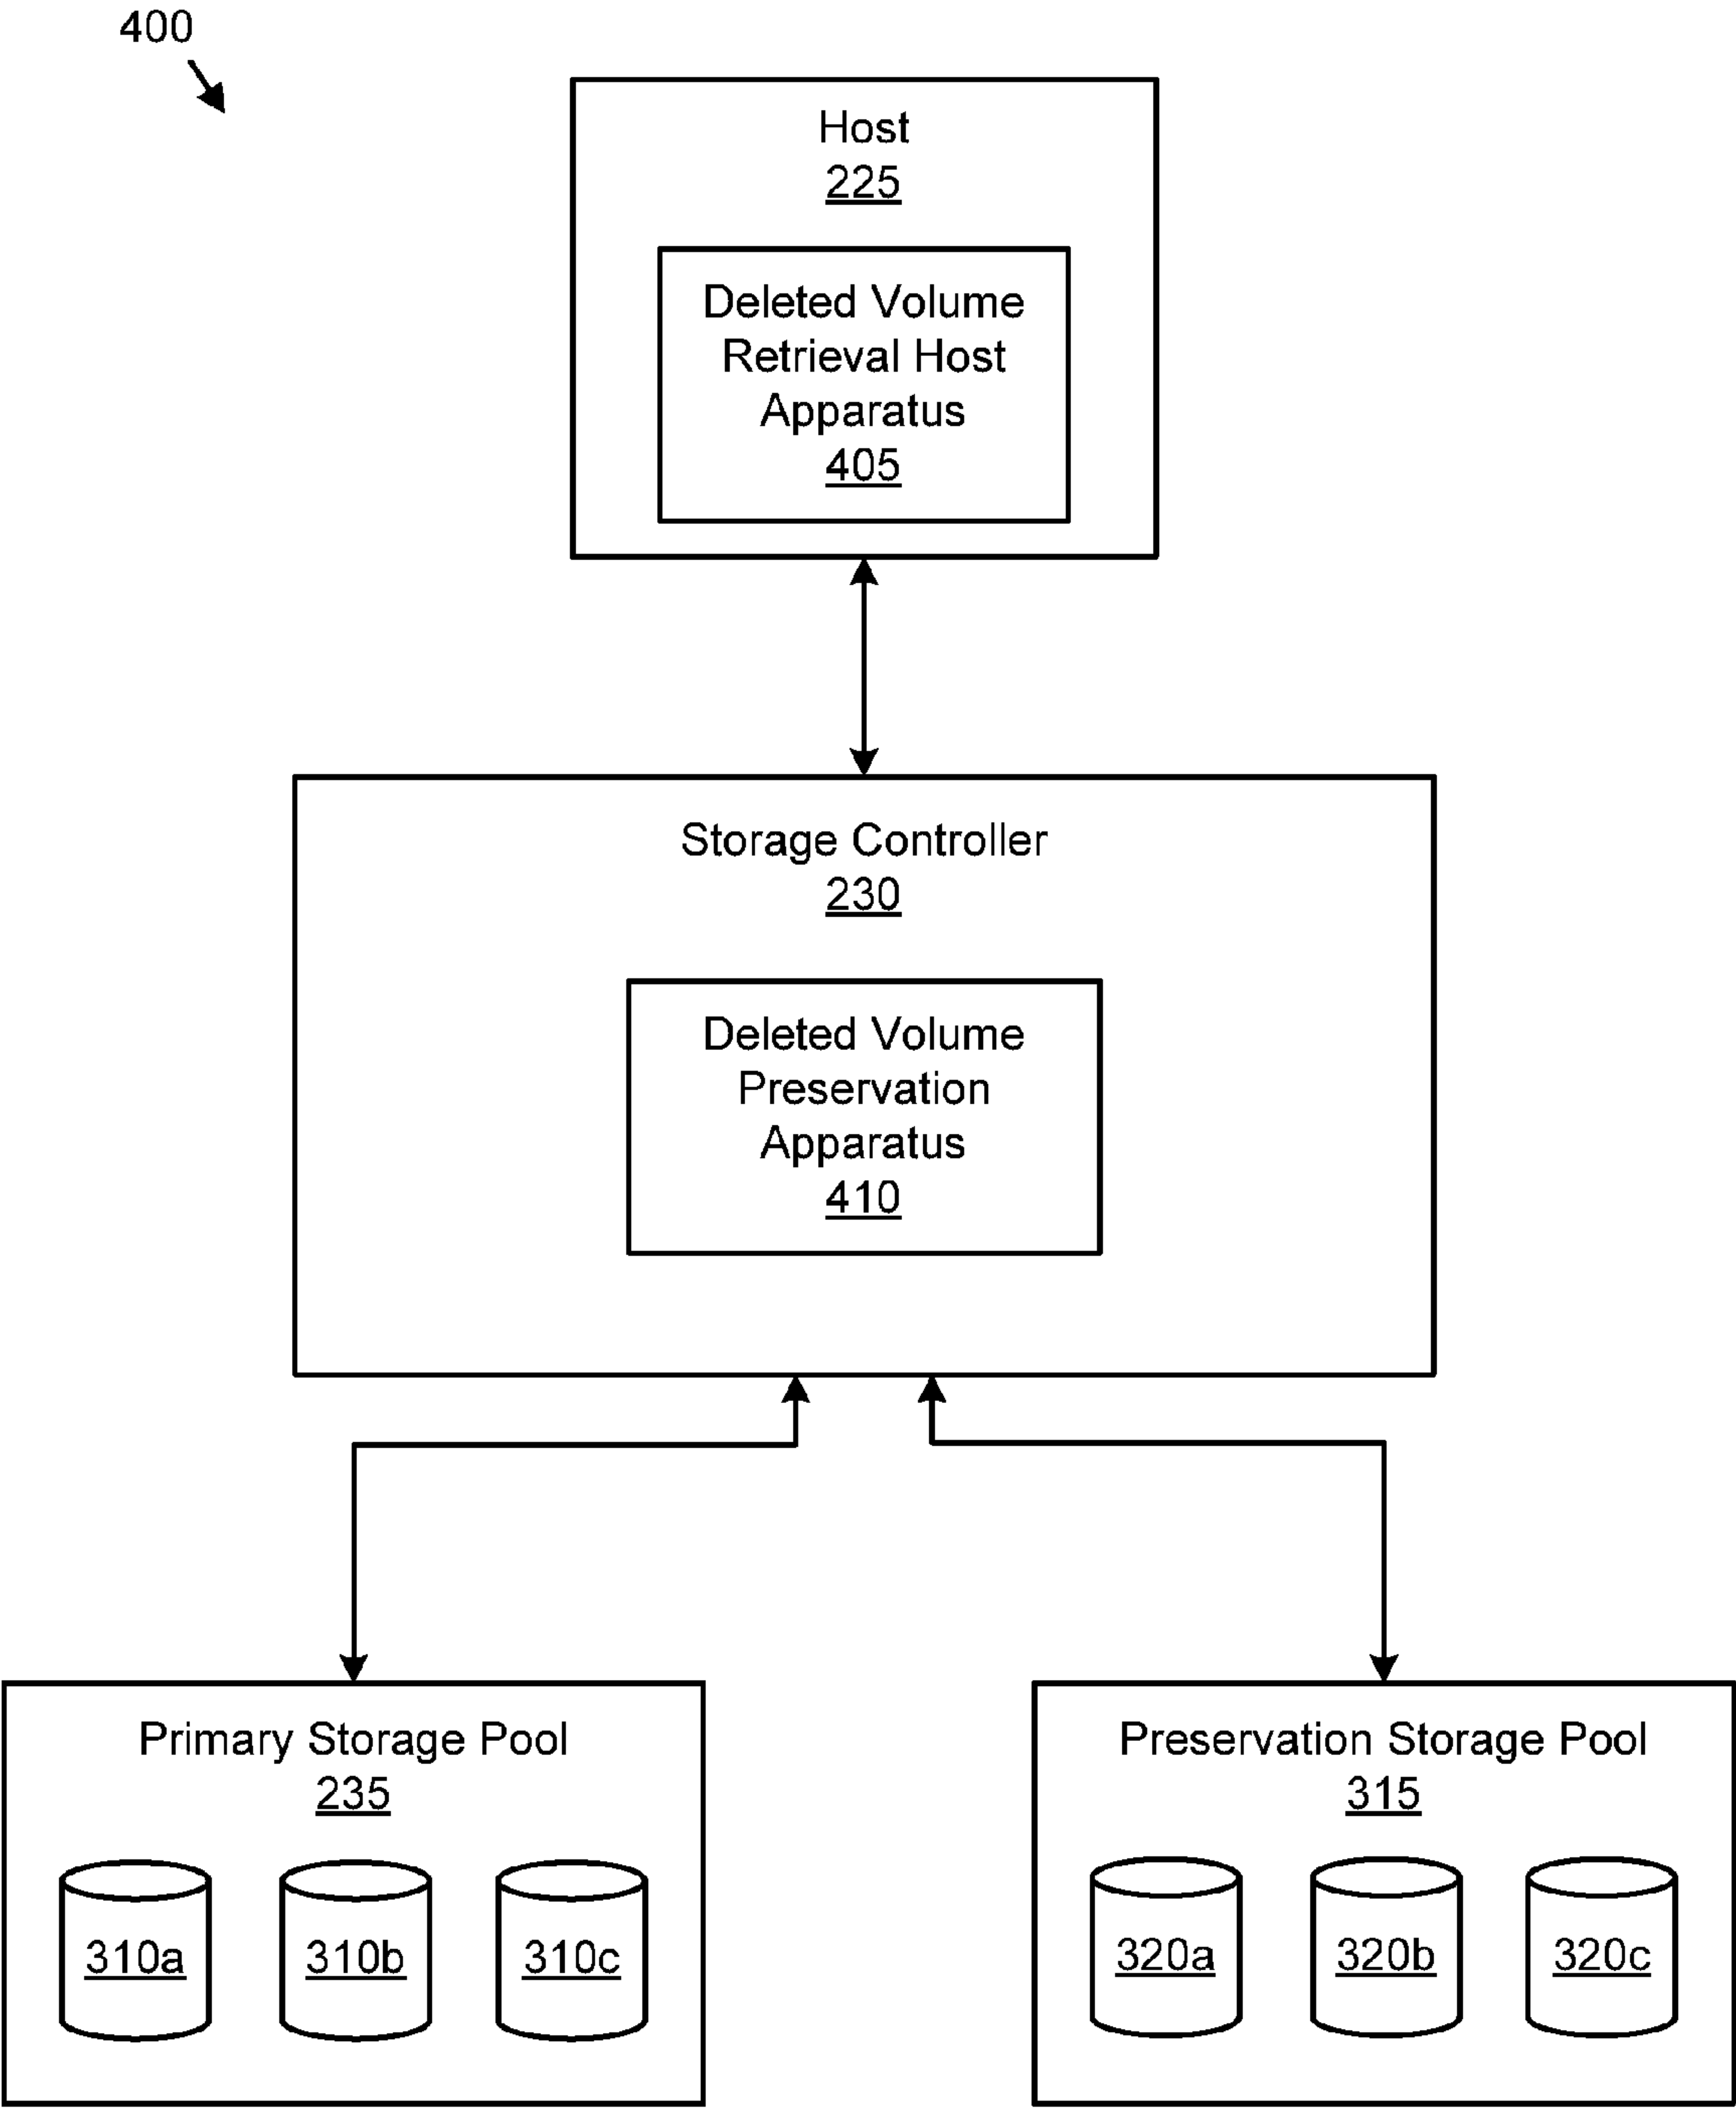 400
Host
225
Deleted Volume
Retrieval Host
Apparatus
405
Storage Controller
230
Deleted Volume
Preservation
Apparatus
410
Primary Storage Pool
235
310a
310b
310c
Preservation Storage Pool
315
320a
320b
320c